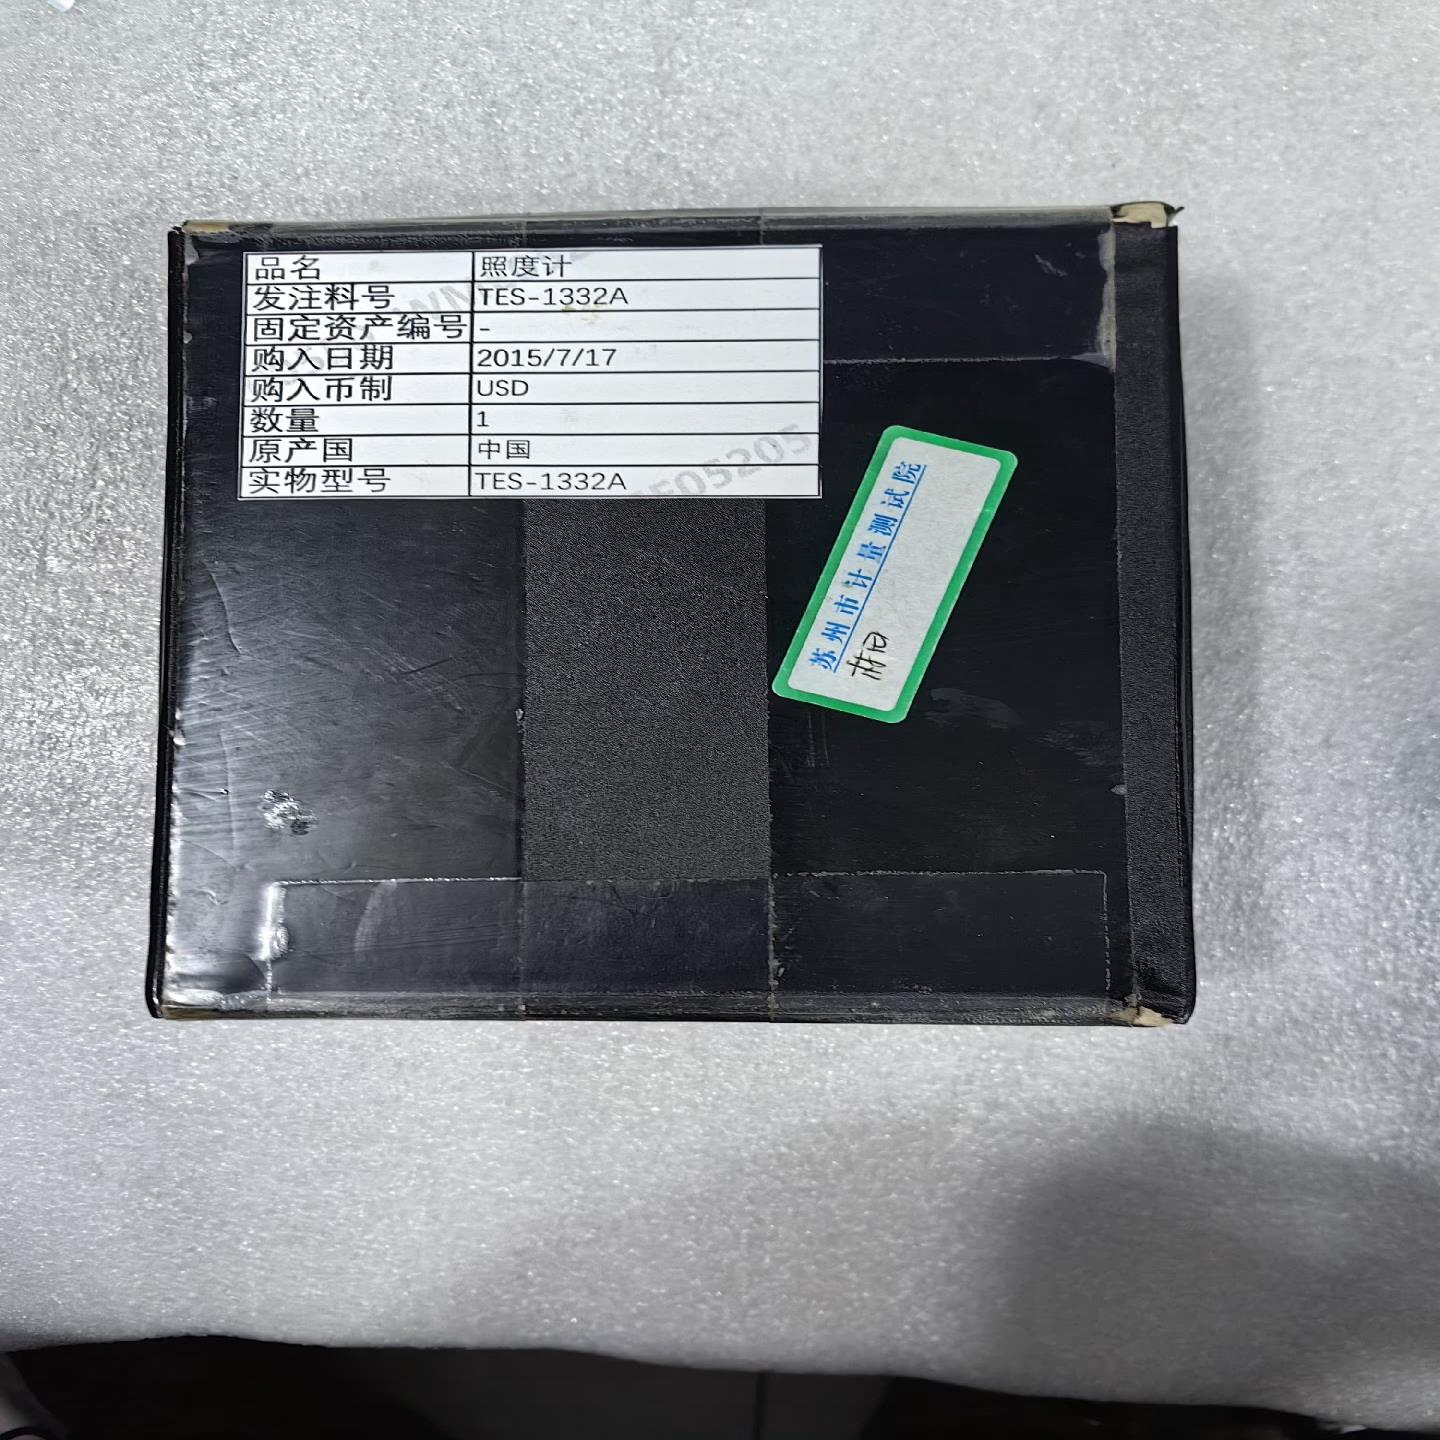 品名 照度计
发注料号 TES-1332A
固定资产编号 -
购入日期 2015/7/17
购入币制 USD
数量 1
原产国 中国
实物型号 TES-1332A
05205
苏州市计量测试院